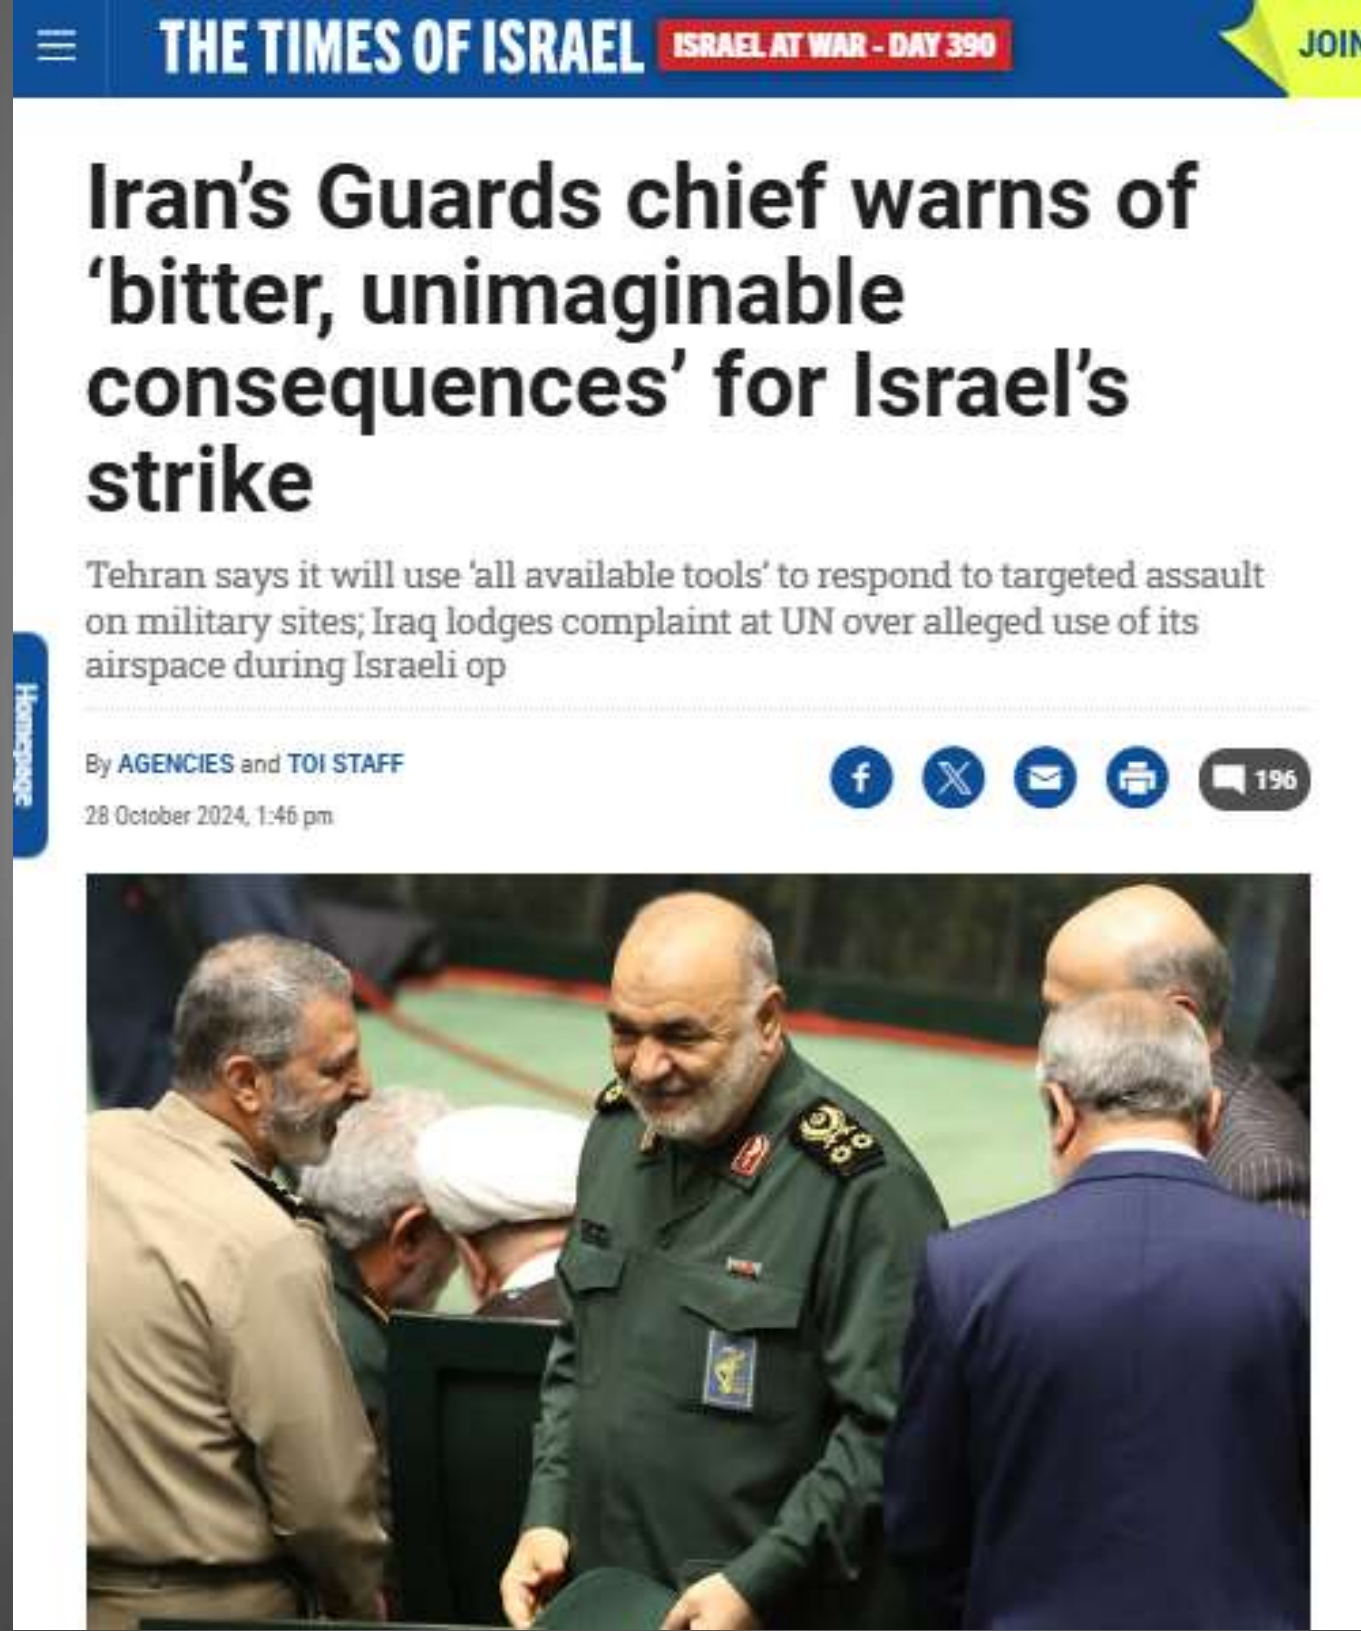 THE TIMES OF ISRAEL ISRAEL AT WAR - DAY 390
JOIN
Iran’s Guards chief warns of
‘bitter, unimaginable
consequences’ for Israel’s
strike
Tehran says it will use ‘all available tools’ to respond to targeted assault
on military sites; Iraq lodges complaint at UN over alleged use of its
airspace during Israeli op
Homepage
By AGENCIES and TOI STAFF
28 October 2024, 1:46 pm
196